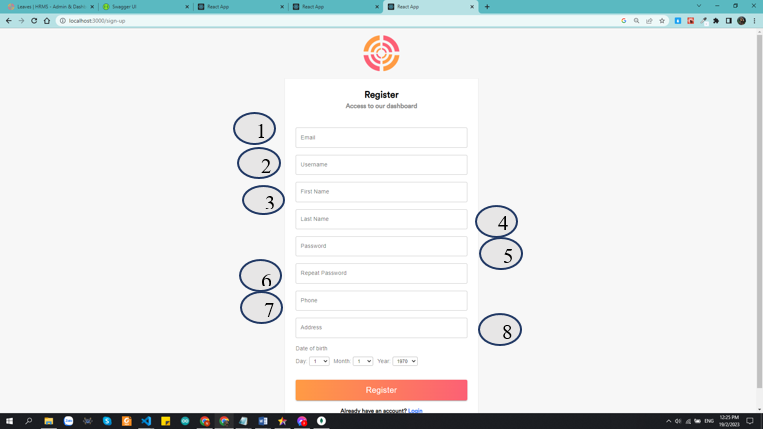 Leaves | HRMS - Admin & Dashb
Swagger UI
React App
React App
React App
localhost:3000/sign-up
Register
Access to our dashboard
1
Email
2
Username
3
First Name
4
Last Name
5
Password
6
Repeat Password
7
Phone
8
Address
Date of birth
Day: 1 Month: 1 Year: 1970
Register
Already have an account? Login
ENG
12:25 PM
19/2/2023